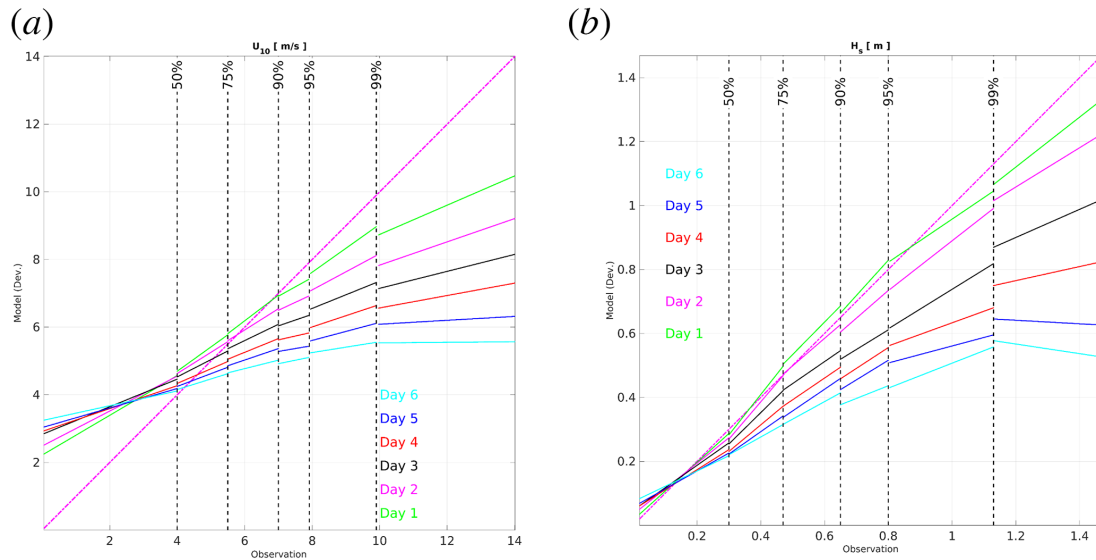 (a)
U10 [ m/s ]
14
12
10
8
6
4
2
50%
75%
90%
95%
99%
Day 6
Day 5
Day 4
Day 3
Day 2
Day 1
2 4 6 8 10 12 14
Observation
Model (Dev.)
(b)
Hs [ m ]
1.4
1.2
1
0.8
0.6
0.4
0.2
50%
75%
90%
95%
99%
Day 6
Day 5
Day 4
Day 3
Day 2
Day 1
0.2 0.4 0.6 0.8 1 1.2 1.4
Observation
Model (Dev.)